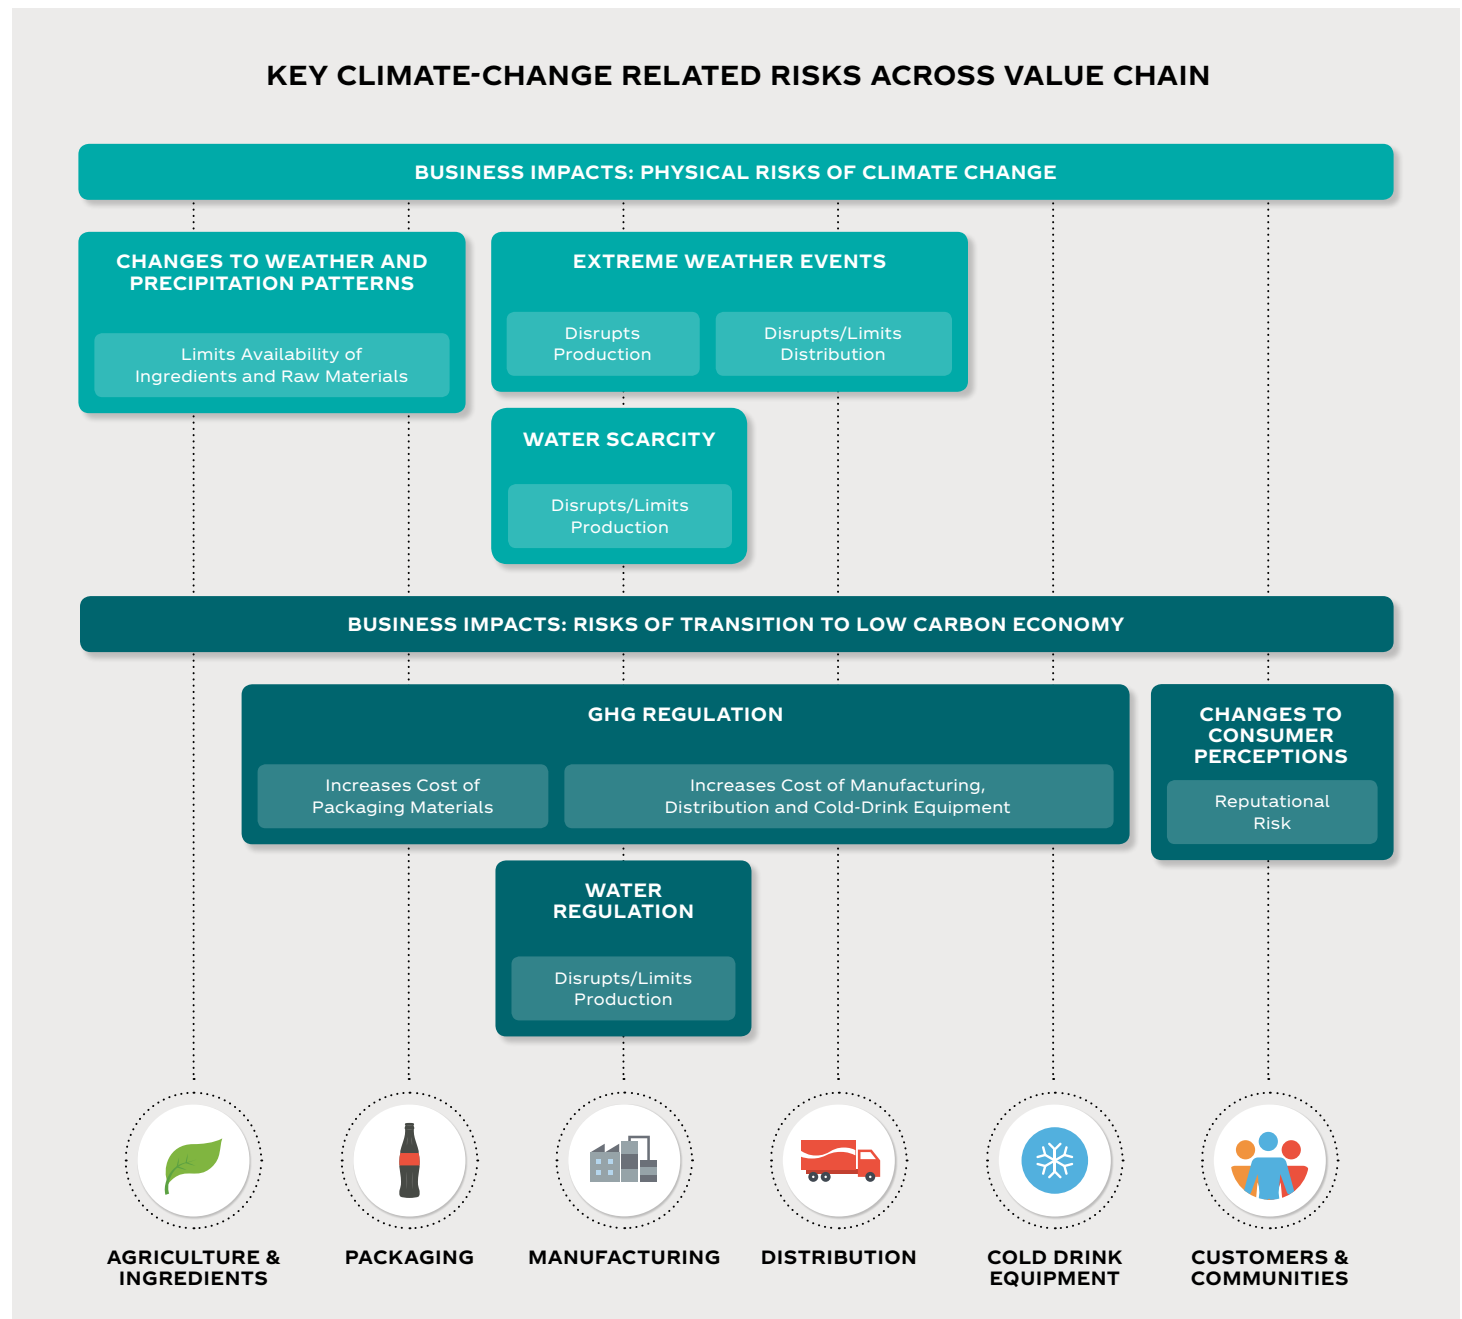 KEY CLIMATE-CHANGE RELATED RISKS ACROSS VALUE CHAIN
BUSINESS IMPACTS: PHYSICAL RISKS OF CLIMATE CHANGE
CHANGES TO WEATHER AND
PRECIPITATION PATTERNS
Limits Availability of
Ingredients and Raw Materials
EXTREME WEATHER EVENTS
Disrupts
Production
Disrupts/Limits
Distribution
WATER SCARCITY
Disrupts/Limits
Production
BUSINESS IMPACTS: RISKS OF TRANSITION TO LOW CARBON ECONOMY
GHG REGULATION
Increases Cost of
Packaging Materials
Increases Cost of Manufacturing,
Distribution and Cold-Drink Equipment
CHANGES TO
CONSUMER
PERCEPTIONS
Reputational
Risk
WATER
REGULATION
Disrupts/Limits
Production
AGRICULTURE &
INGREDIENTS
PACKAGING
MANUFACTURING
DISTRIBUTION
COLD DRINK
EQUIPMENT
CUSTOMERS &
COMMUNITIES